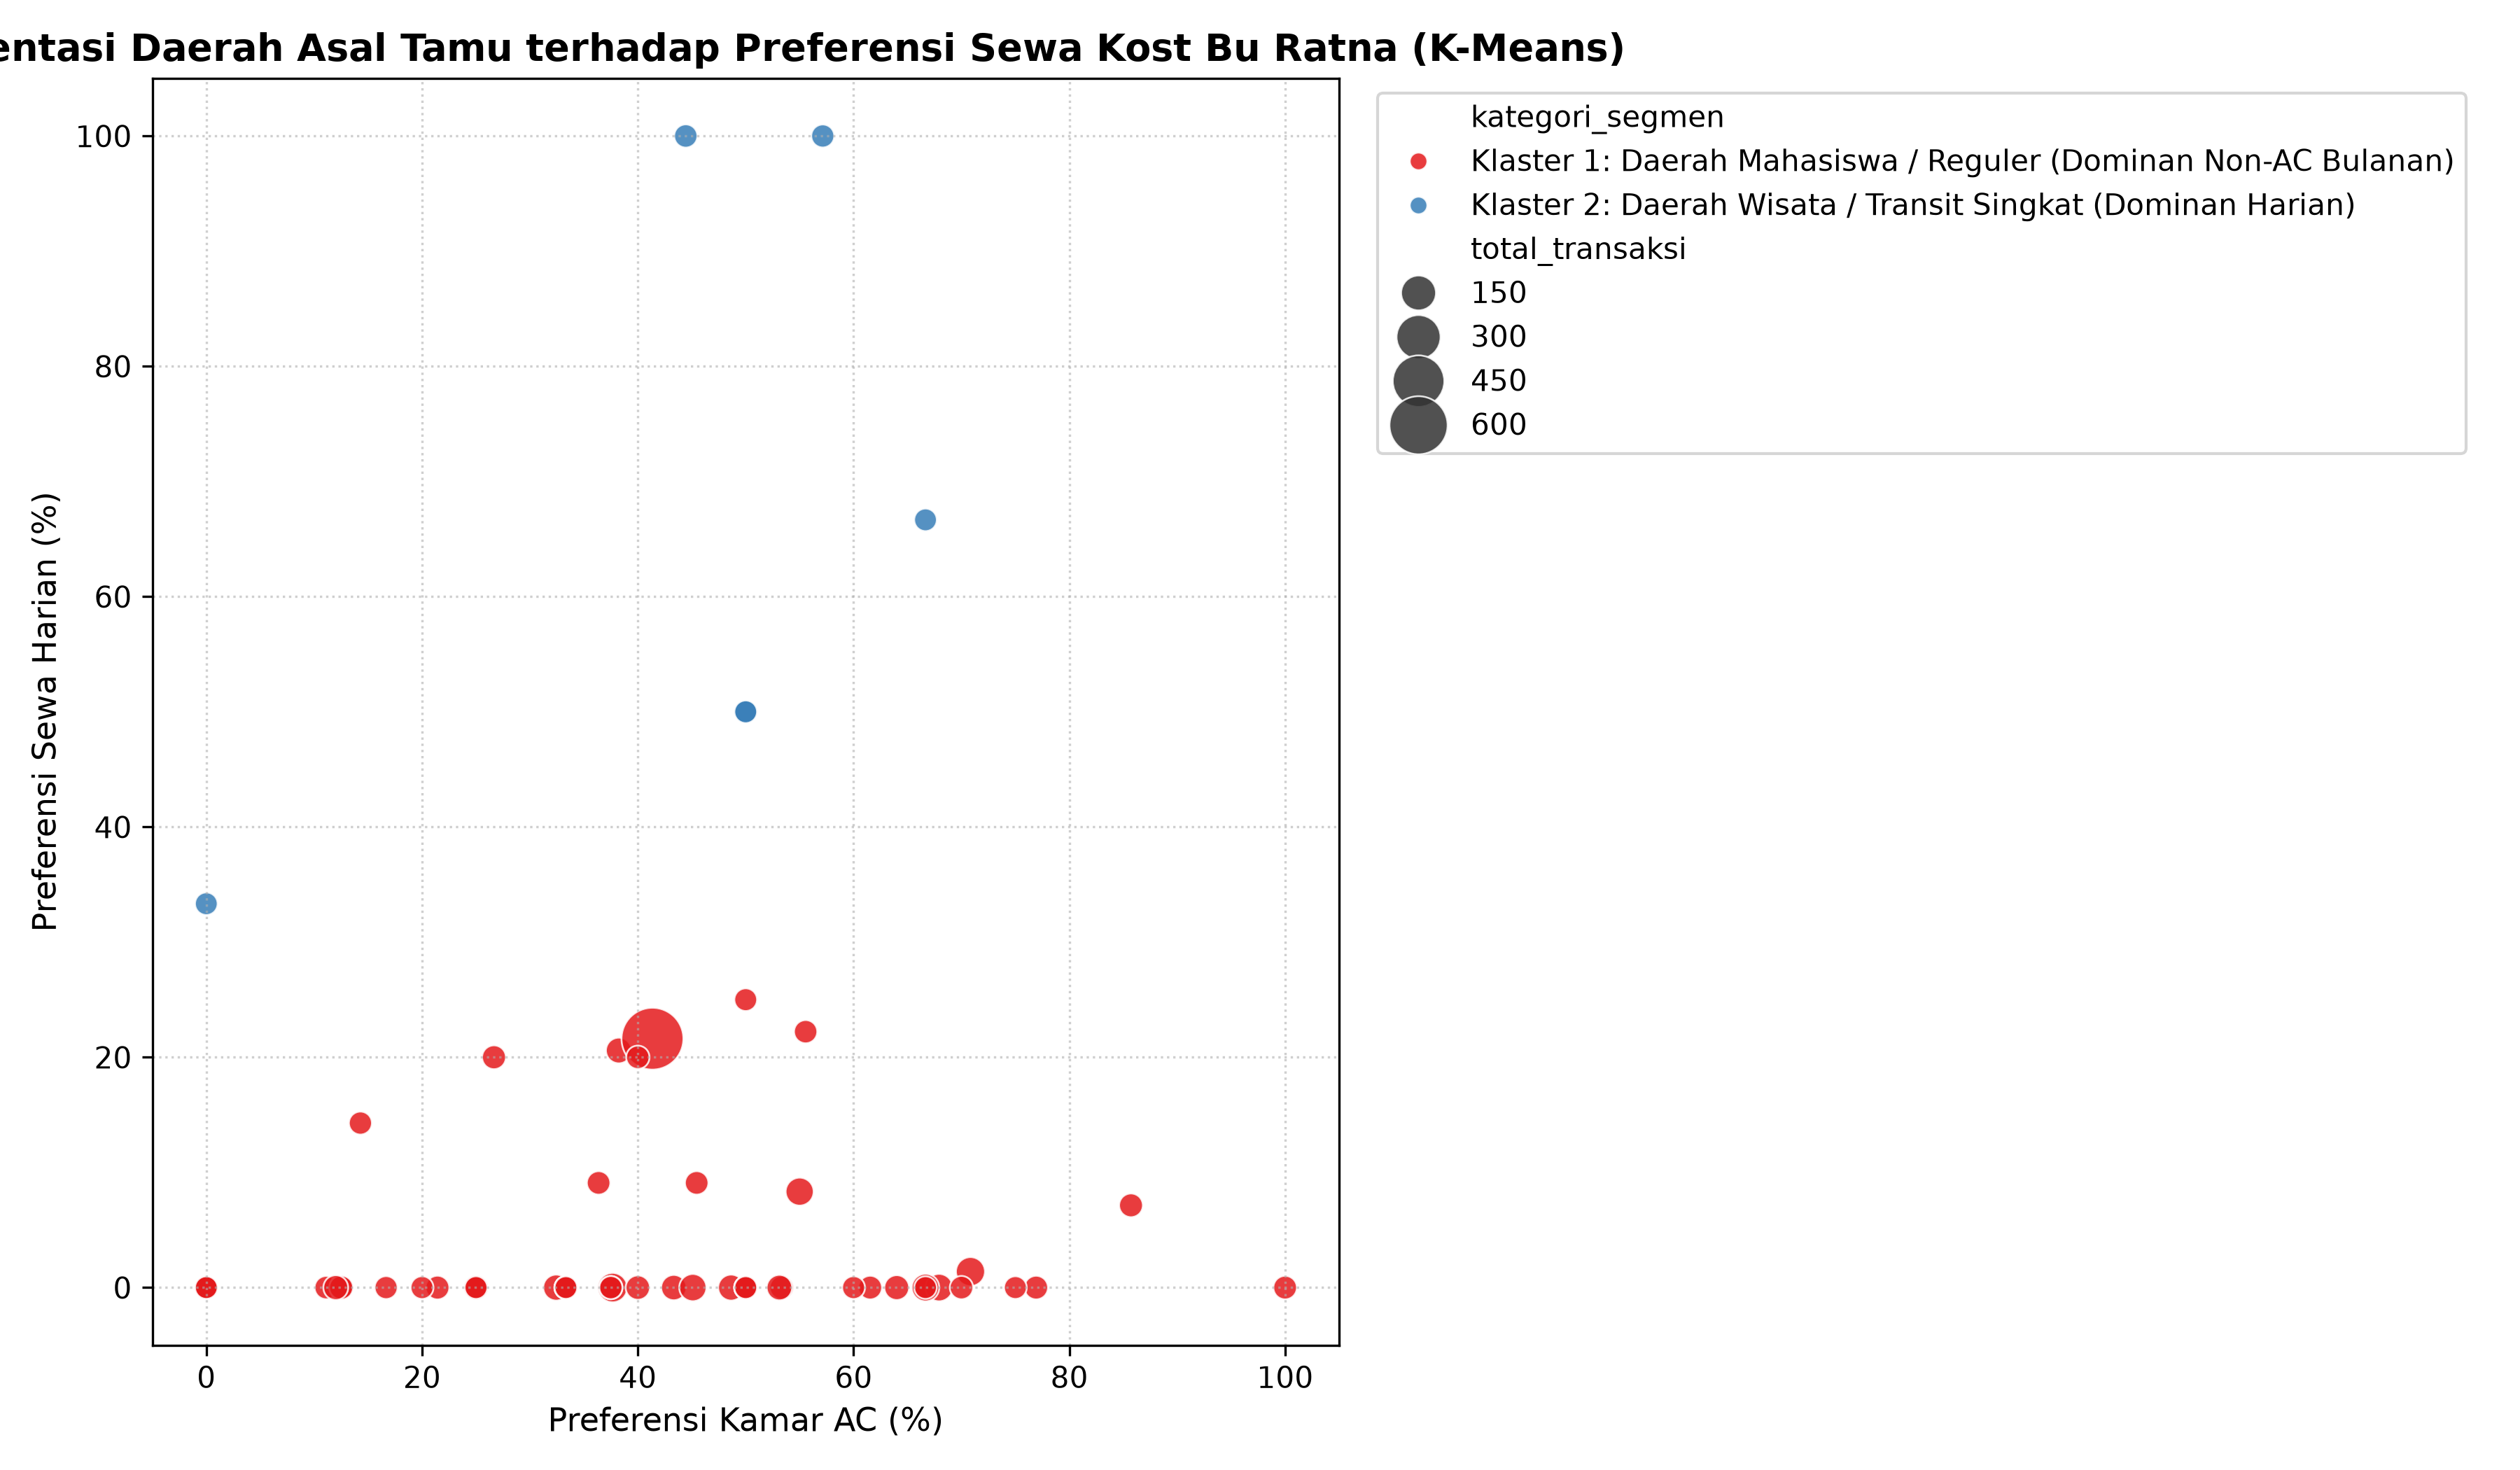 entasi Daerah Asal Tamu terhadap Preferensi Sewa Kost Bu Ratna (K-Means)
kategori_segmen
Klaster 1: Daerah Mahasiswa / Reguler (Dominan Non-AC Bulanan)
Klaster 2: Daerah Wisata / Transit Singkat (Dominan Harian)
total_transaksi
150
300
450
600
Preferensi Sewa Harian (%)
100
80
60
40
20
0
0
20
40
60
80
100
Preferensi Kamar AC (%)